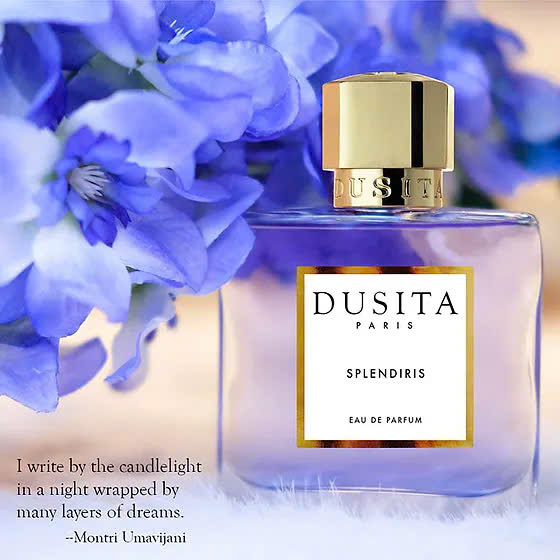 DUSITA
DUSITA
PARIS
SPLENDIRIS
EAU DE PARFUM
I write by the candlelight
in a night wrapped by
many layers of dreams.
--Montri Umavijani